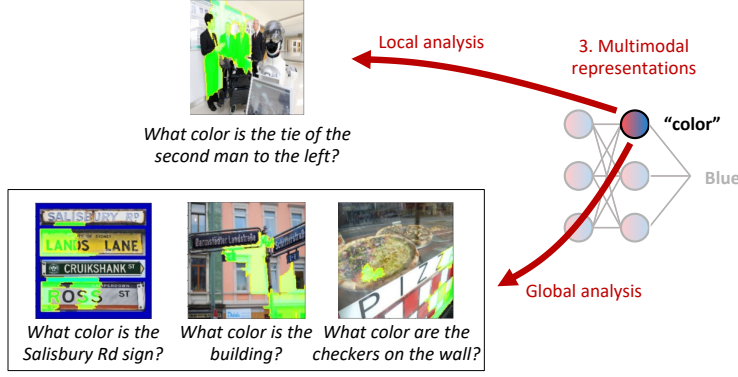 Local analysis
3. Multimodal
representations
"color"
Blue
What color is the tie of the
second man to the left?
Global analysis
SALISBURY RD
LANDS LANE
CRUIKSHANK ST
ROSS ST
PIZZ
What color is the
Salisbury Rd sign?
What color is the
building?
What color are the
checkers on the wall?